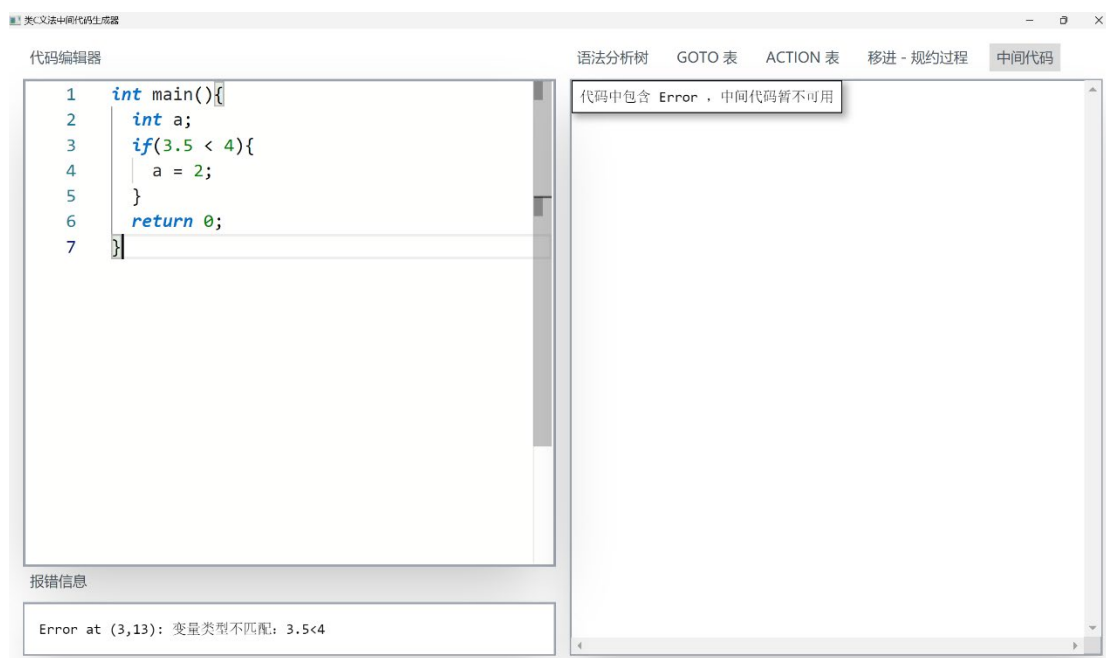 类C文法中间代码生成器
代码编辑器
语法分析树 GOTO 表 ACTION 表 移进 - 规约过程 中间代码
1 int main(){
2 int a;
3 if(3.5 < 4){
4 a = 2;
5 }
6 return 0;
7 }
代码中包含 Error ，中间代码暂不可用
报错信息
Error at (3,13): 变量类型不匹配：3.5<4